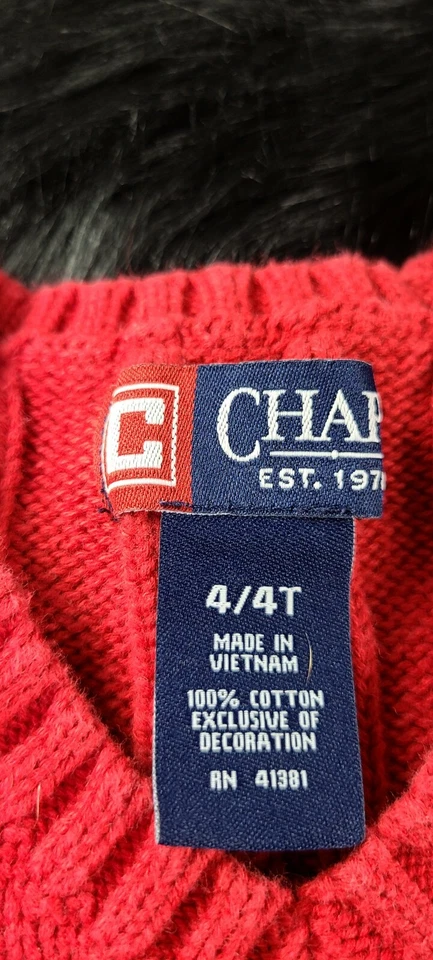 C CHAP
EST. 197
4/4T
MADE IN
VIETNAM
100% COTTON
EXCLUSIVE OF
DECORATION
RN 41381